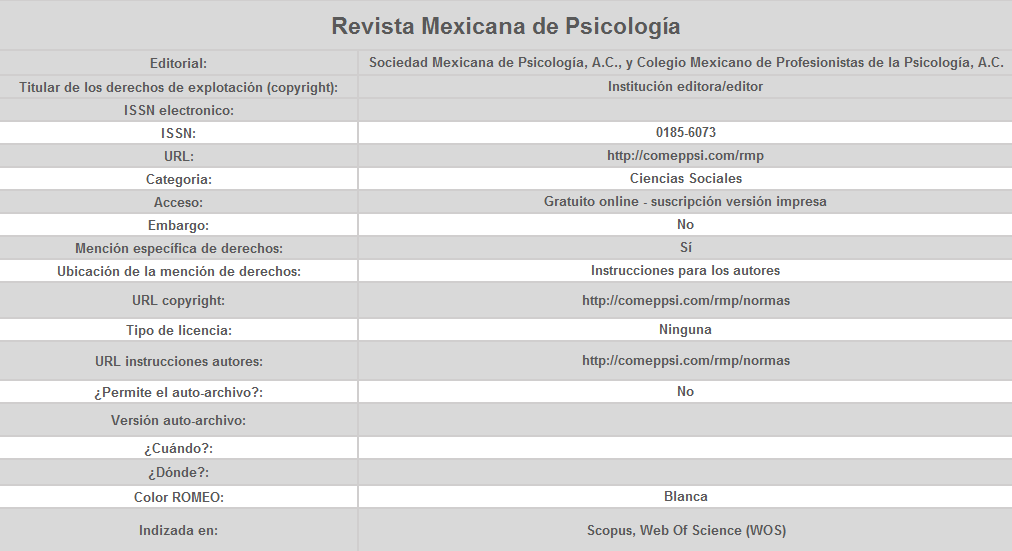 Revista Mexicana de Psicología
Editorial: Sociedad Mexicana de Psicología, A.C., y Colegio Mexicano de Profesionistas de la Psicología, A.C.
Titular de los derechos de explotación (copyright): Institución editora/editor
ISSN electronico:
ISSN: 0185-6073
URL: http://comeppsi.com/rmp
Categoria: Ciencias Sociales
Acceso: Gratuito online - suscripción versión impresa
Embargo: No
Mención específica de derechos: Sí
Ubicación de la mención de derechos: Instrucciones para los autores
URL copyright: http://comeppsi.com/rmp/normas
Tipo de licencia: Ninguna
URL instrucciones autores: http://comeppsi.com/rmp/normas
¿Permite el auto-archivo?: No
Versión auto-archivo:
¿Cuándo?:
¿Dónde?:
Color ROMEO: Blanca
Indizada en: Scopus, Web Of Science (WOS)